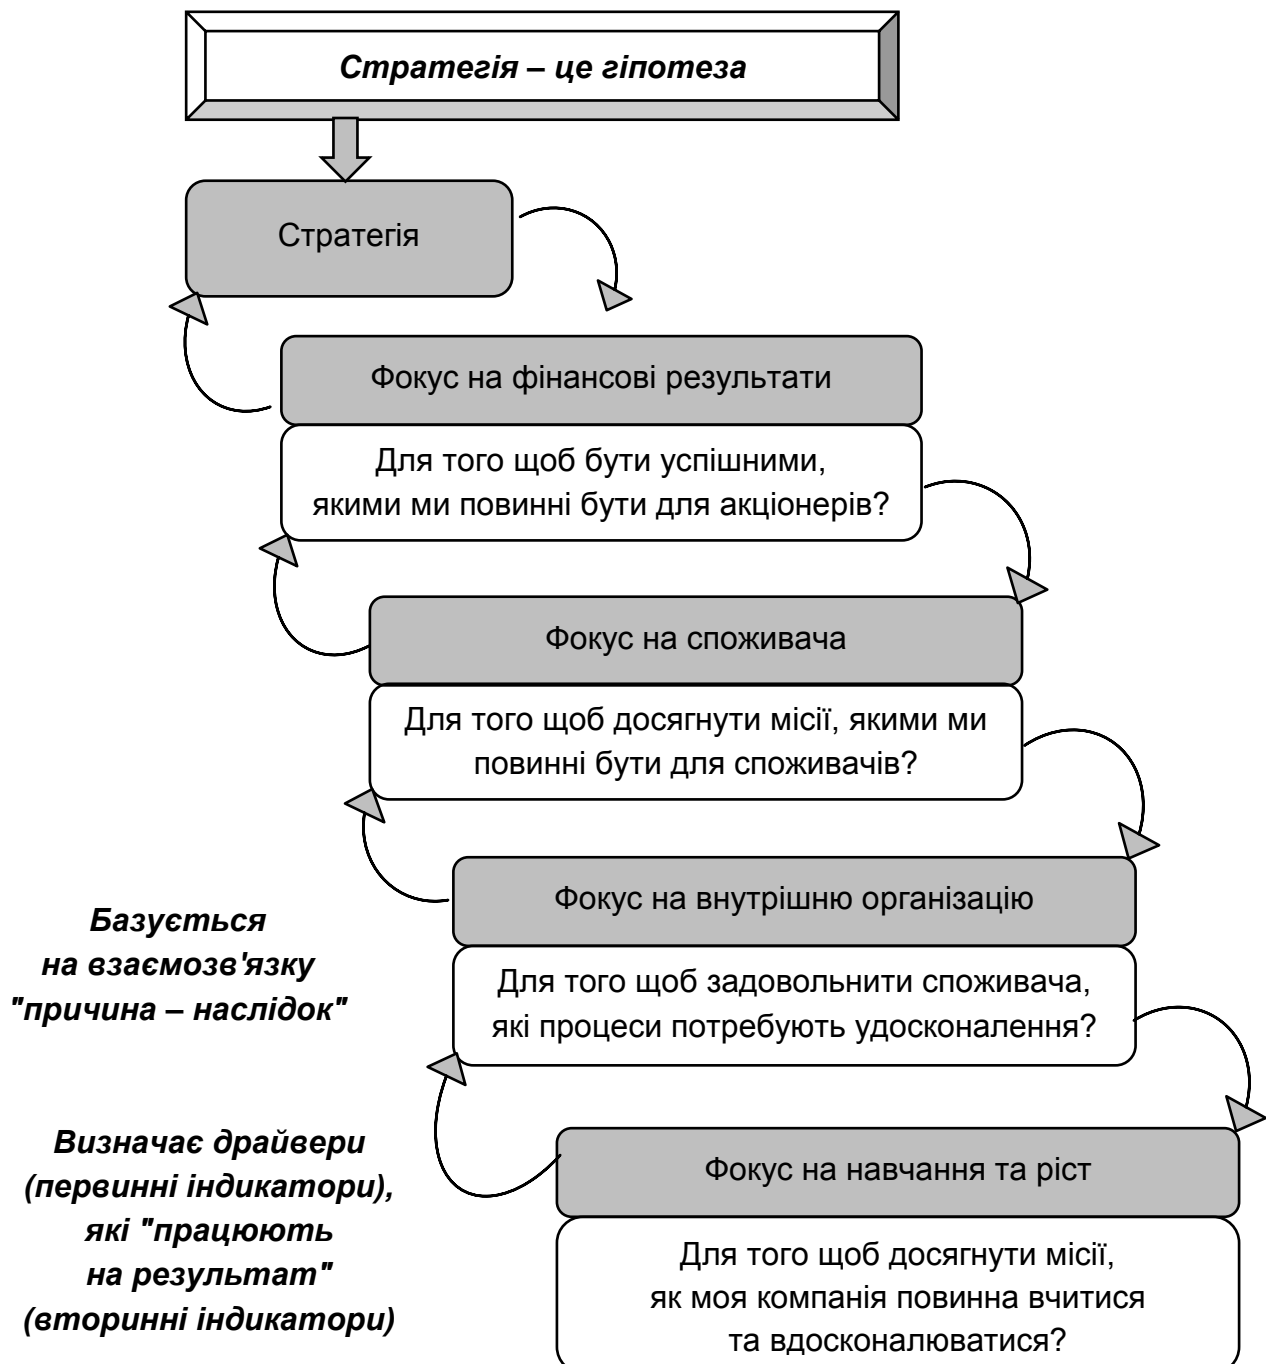 Стратегія – це гіпотеза
Стратегія
Фокус на фінансові результати
Для того щоб бути успішними,
якими ми повинні бути для акціонерів?
Фокус на споживача
Для того щоб досягнути місії, якими ми
повинні бути для споживачів?
Фокус на внутрішню організацію
Для того щоб задовольнити споживача,
які процеси потребують удосконалення?
Фокус на навчання та ріст
Для того щоб досягнути місії,
як моя компанія повинна вчитися
та вдосконалюватися?
Базується
на взаємозв'язку
"причина – наслідок"
Визначає драйвери
(первинні індикатори),
які "працюють
на результат"
(вторинні індикатори)